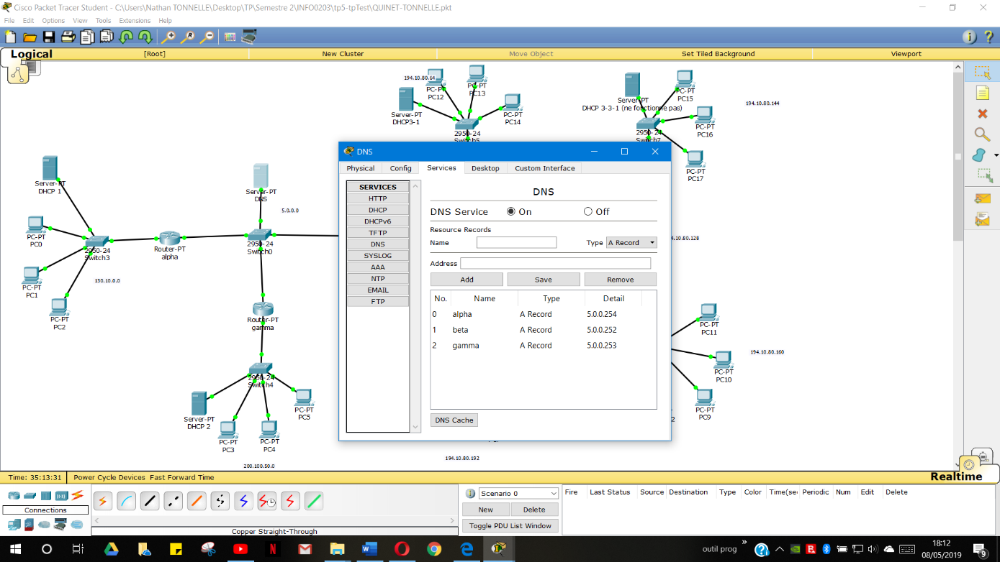 Cisco Packet Tracer Student - C:\Users\Nathan TONNELLE\Desktop\TP\Semestre 2\INFO0203\tp5-tpTest\QUINET-TONNELLE.pkt
File Edit Options View Tools Extensions Help
Logical [Root] New Cluster Move Object Set Tiled Background Viewport
194.10.80.64
PC-PT
PC12
PC-PT
PC13
Server-PT
DHCP3-1
PC-PT
PC14
2950-24
Switch5
Server-PT
DHCP 3-3-1 (ne fonctionne pas)
PC-PT
PC15
194.10.80.144
PC-PT
PC16
2950-24
Switch7
PC-PT
PC17
Server-PT
DHCP 1
Server-PT
DNS
5.0.0.0
PC-PT
PC0
2950-24
Switch3
Router-PT
alpha
2950-24
Switch0
130.10.0.0
PC-PT
PC1
PC-PT
PC2
Router-PT
gamma
2950-24
Switch4
Server-PT
DHCP 2
PC-PT
PC3
PC-PT
PC4
PC-PT
PC5
200.100.50.0
DNS
Physical Config Services Desktop Custom Interface
SERVICES
HTTP
DHCP
DHCPv6
TFTP
DNS
SYSLOG
AAA
NTP
EMAIL
FTP
DNS
DNS Service On Off
Resource Records
Name Type A Record
Address
Add Save Remove
No. Name Type Detail
0 alpha A Record 5.0.0.254
1 beta A Record 5.0.0.252
2 gamma A Record 5.0.0.253
DNS Cache
4.10.80.128
PC-PT
PC11
194.10.80.160
PC-PT
PC10
PC-PT
PC9
2
194.10.80.192
Time: 35:13:31 Power Cycle Devices Fast Forward Time Realtime
Connections
Copper Straight-Through
Scenario 0
New Delete
Toggle PDU List Window
Fire Last Status Source Destination Type Color Time(sec Periodic Num Edit Delete
outil prog
18:12
08/05/2019
9